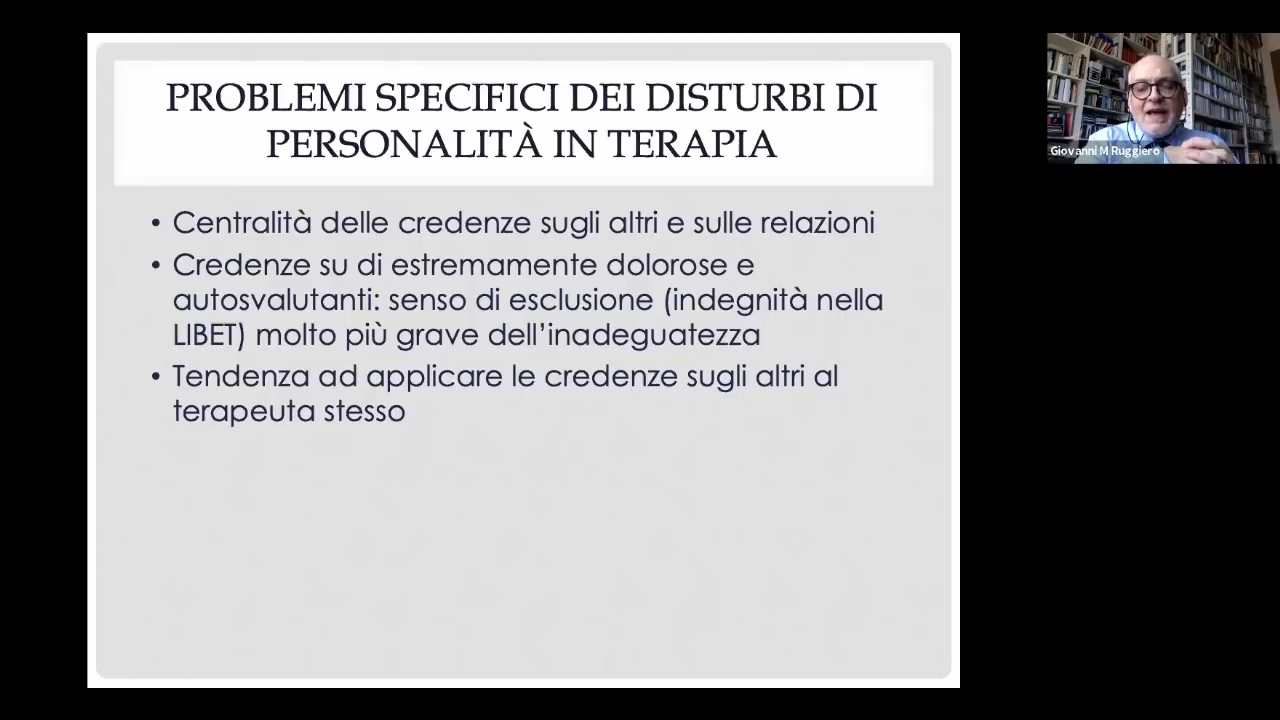 PROBLEMI SPECIFICI DEI DISTURBI DI
PERSONALITÀ IN TERAPIA
• Centralità delle credenze sugli altri e sulle relazioni
• Credenze su di estremamente dolorose e
autosvalutanti: senso di esclusione (indegnità nella
LIBET) molto più grave dell’inadeguatezza
• Tendenza ad applicare le credenze sugli altri al
terapeuta stesso
Giovanni M Ruggiero